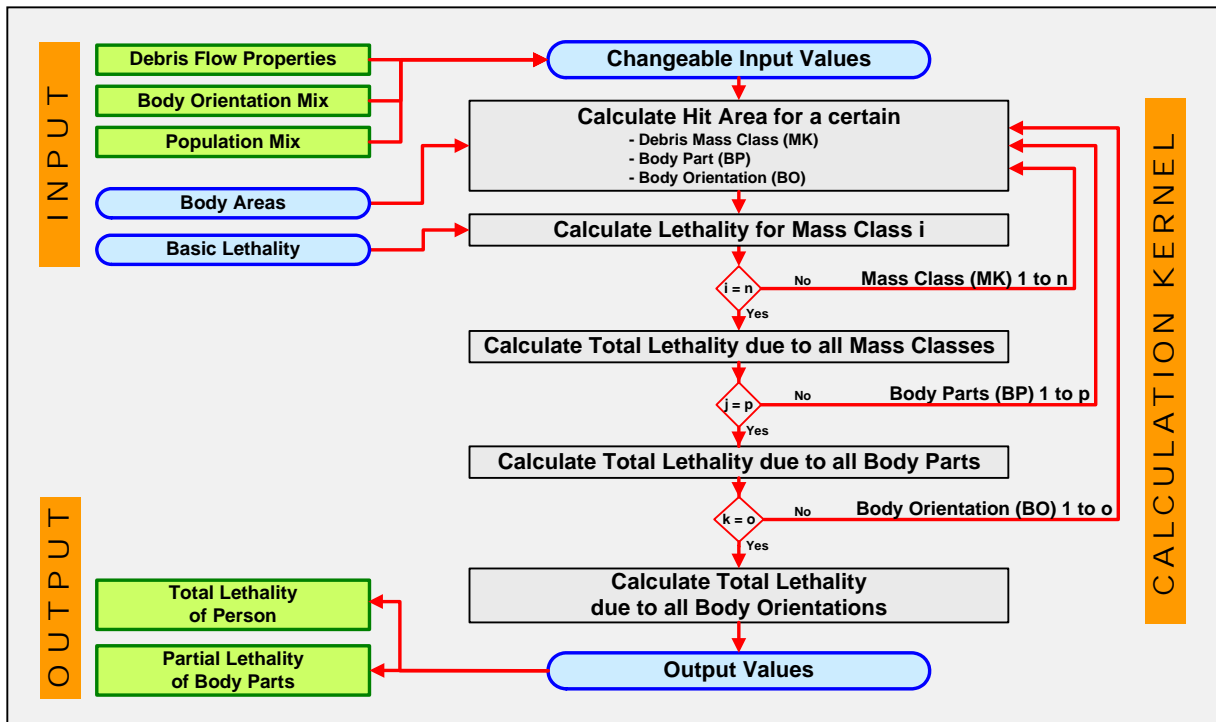 INPUT
Debris Flow Properties
Body Orientation Mix
Population Mix
Body Areas
Basic Lethality
Changeable Input Values
Calculate Hit Area for a certain
- Debris Mass Class (MK)
- Body Part (BP)
- Body Orientation (BO)
Calculate Lethality for Mass Class i
i = n
No
Mass Class (MK) 1 to n
Yes
Calculate Total Lethality due to all Mass Classes
j = p
No
Body Parts (BP) 1 to p
Yes
Calculate Total Lethality due to all Body Parts
k = o
No
Body Orientation (BO) 1 to o
Yes
Calculate Total Lethality
due to all Body Orientations
Output Values
CALCULATION KERNEL
OUTPUT
Total Lethality
of Person
Partial Lethality
of Body Parts